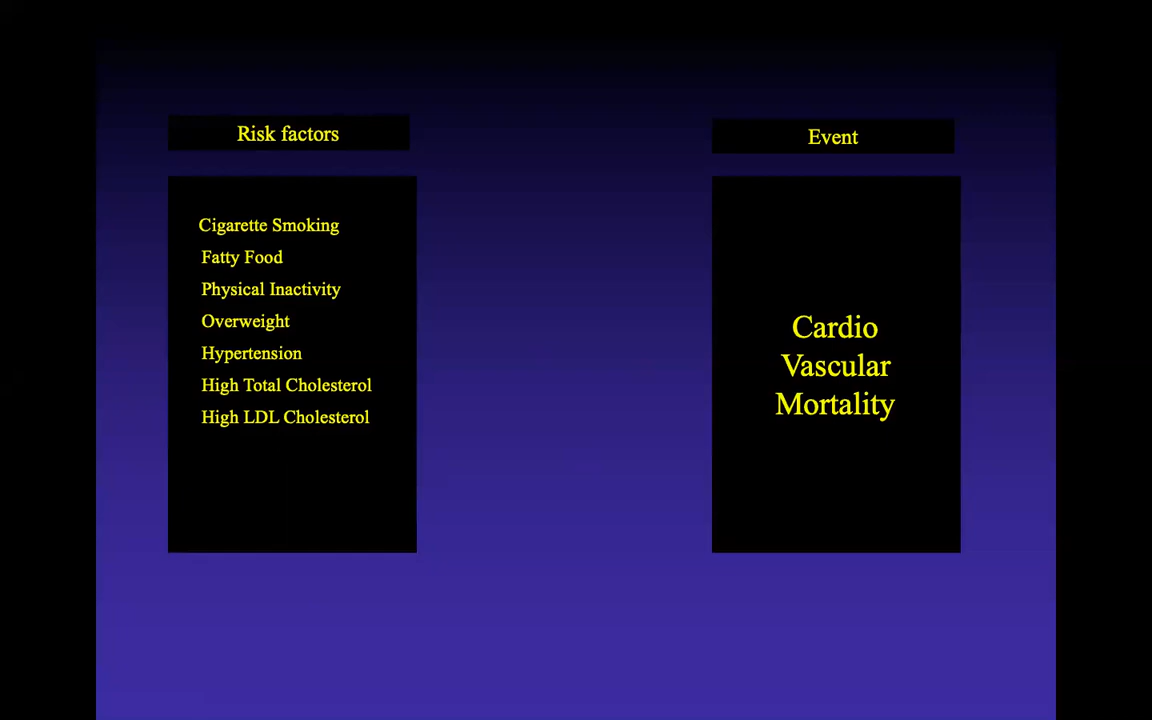 Risk factors
Cigarette Smoking
Fatty Food
Physical Inactivity
Overweight
Hypertension
High Total Cholesterol
High LDL Cholesterol
Event
Cardio
Vascular
Mortality